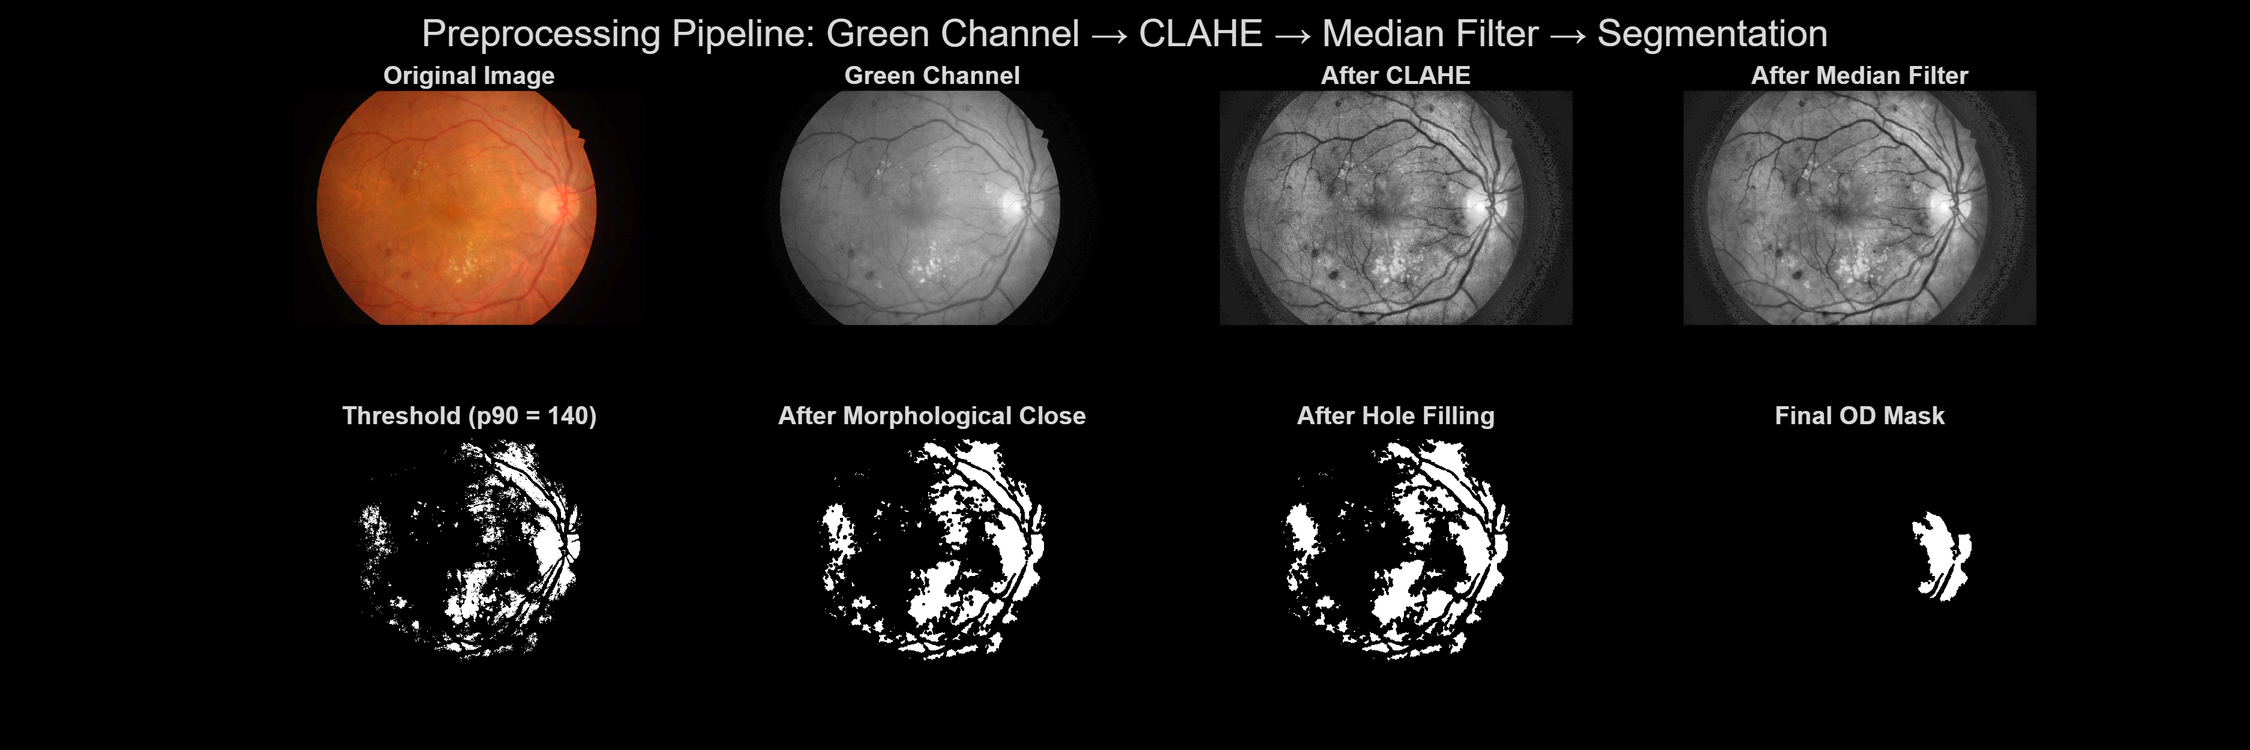 Preprocessing Pipeline: Green Channel → CLAHE → Median Filter → Segmentation
Original Image
Green Channel
After CLAHE
After Median Filter
Threshold (p90 = 140)
After Morphological Close
After Hole Filling
Final OD Mask